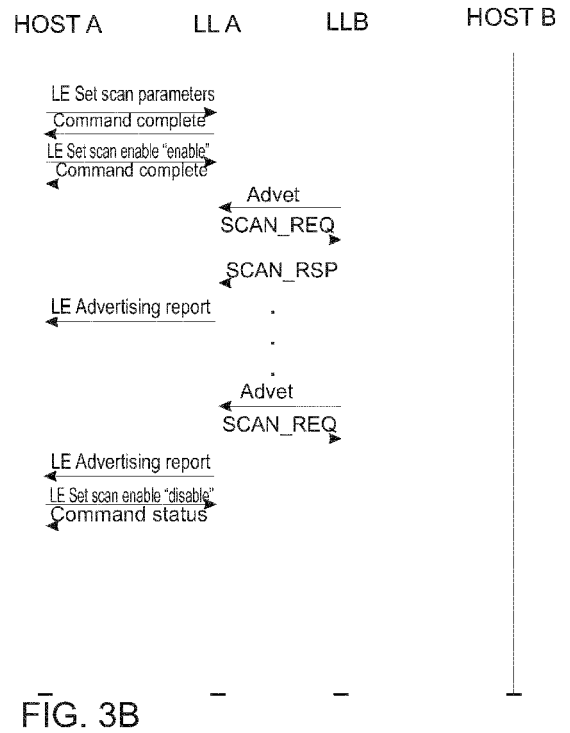 HOST A LL A LLB HOST B
LE Set scan parameters
Command complete
LE Set scan enable "enable"
Command complete
Advet
SCAN_REQ
SCAN_RSP
LE Advertising report
Advet
SCAN_REQ
LE Advertising report
LE Set scan enable "disable"
Command status
FIG. 3B